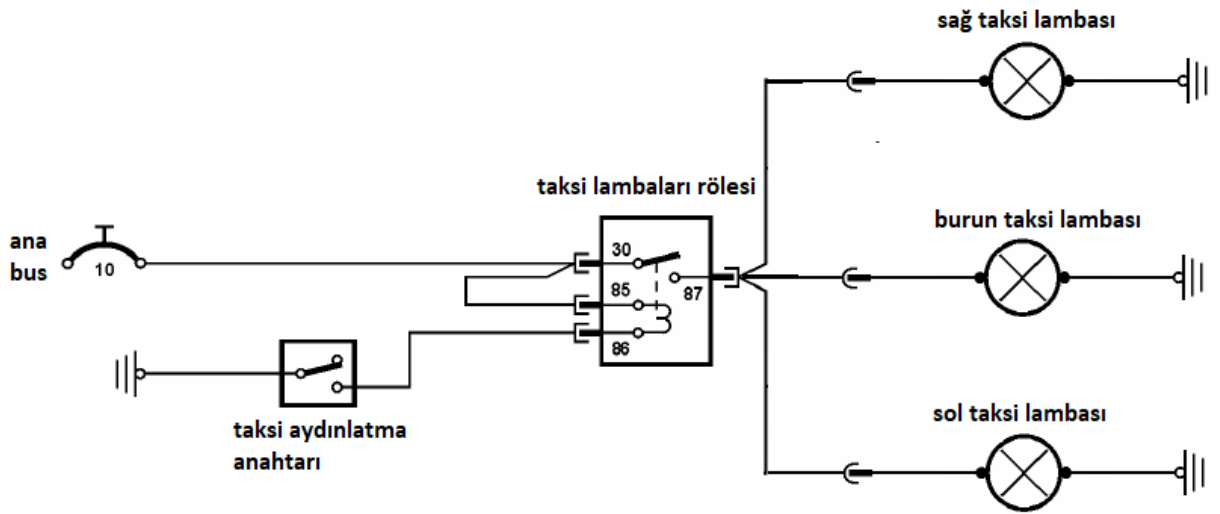 sağ taksi lambası
taksi lambaları rölesi
burun taksi lambası
ana
bus
10
30
85
87
86
taksi aydınlatma
anahtarı
sol taksi lambası